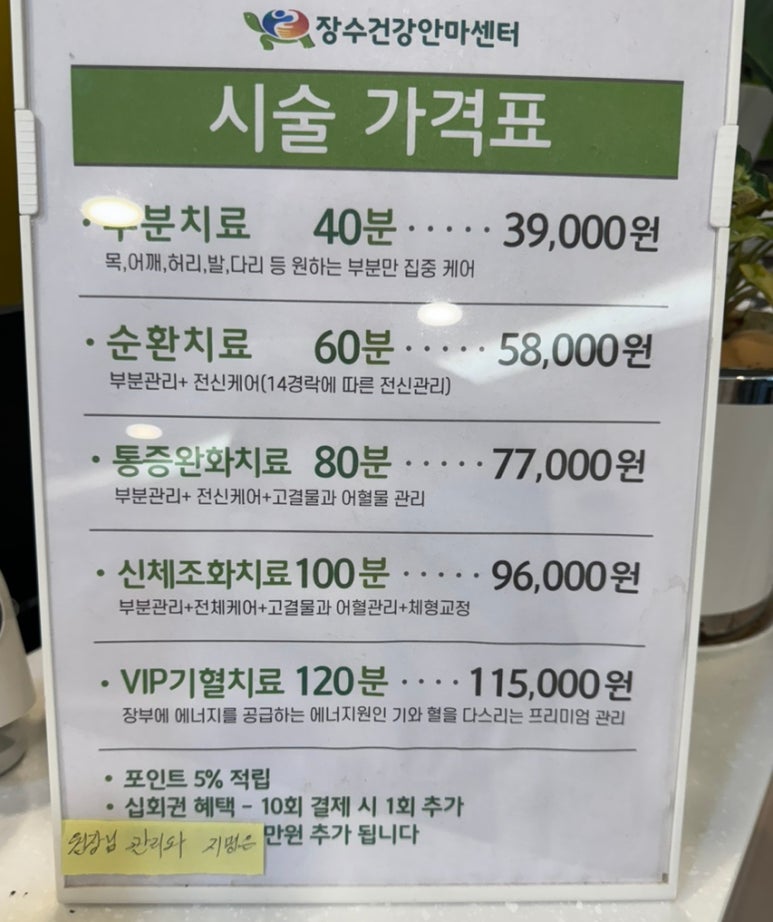 장수건강안마센터
시술 가격표
· 부분치료 40분 ····· 39,000원
목,어깨,허리,발,다리 등 원하는 부분만 집중 케어
· 순환치료 60분 ····· 58,000원
부분관리+ 전신케어(14경락에 따른 전신관리)
· 통증완화치료 80분 ····· 77,000원
부분관리+ 전신케어+고결물과 어혈물 관리
· 신체조화치료 100분 ····· 96,000원
부분관리+전체케어+고결물과 어혈관리+체형교정
· VIP기혈치료 120분 ···· 115,000원
장부에 에너지를 공급하는 에너지원인 기와 혈을 다스리는 프리미엄 관리
• 포인트 5% 적립
• 십회권 혜택 - 10회 결제 시 1회 추가
원장님 관리와 지명은 만원 추가 됩니다